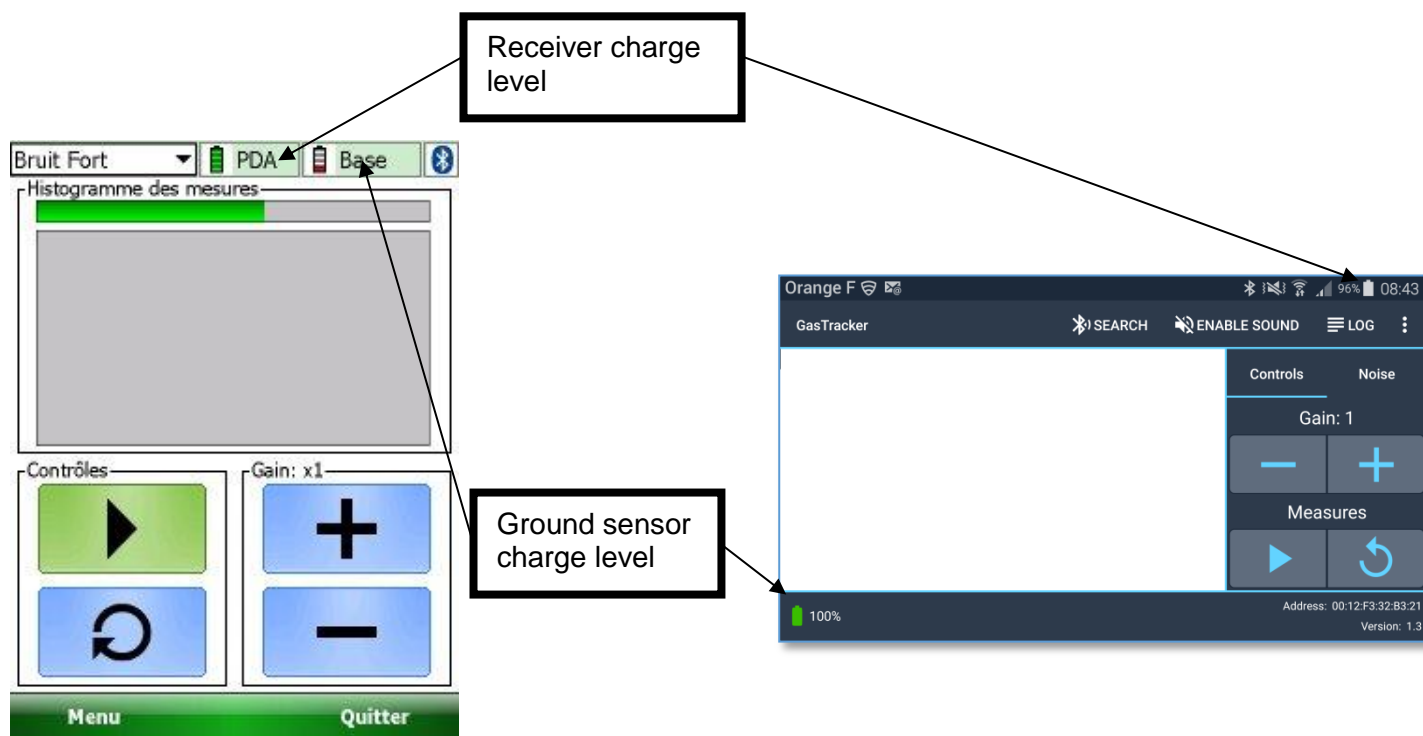 Receiver charge
level
Bruit Fort PDA Base
Histogramme des mesures
Contrôles Gain: x1
Menu Quitter
Ground sensor
charge level
Orange F 96% 08:43
GasTracker SEARCH ENABLE SOUND LOG
Controls Noise
Gain: 1
Measures
100%
Address: 00:12:F3:32:B3:21
Version: 1.3